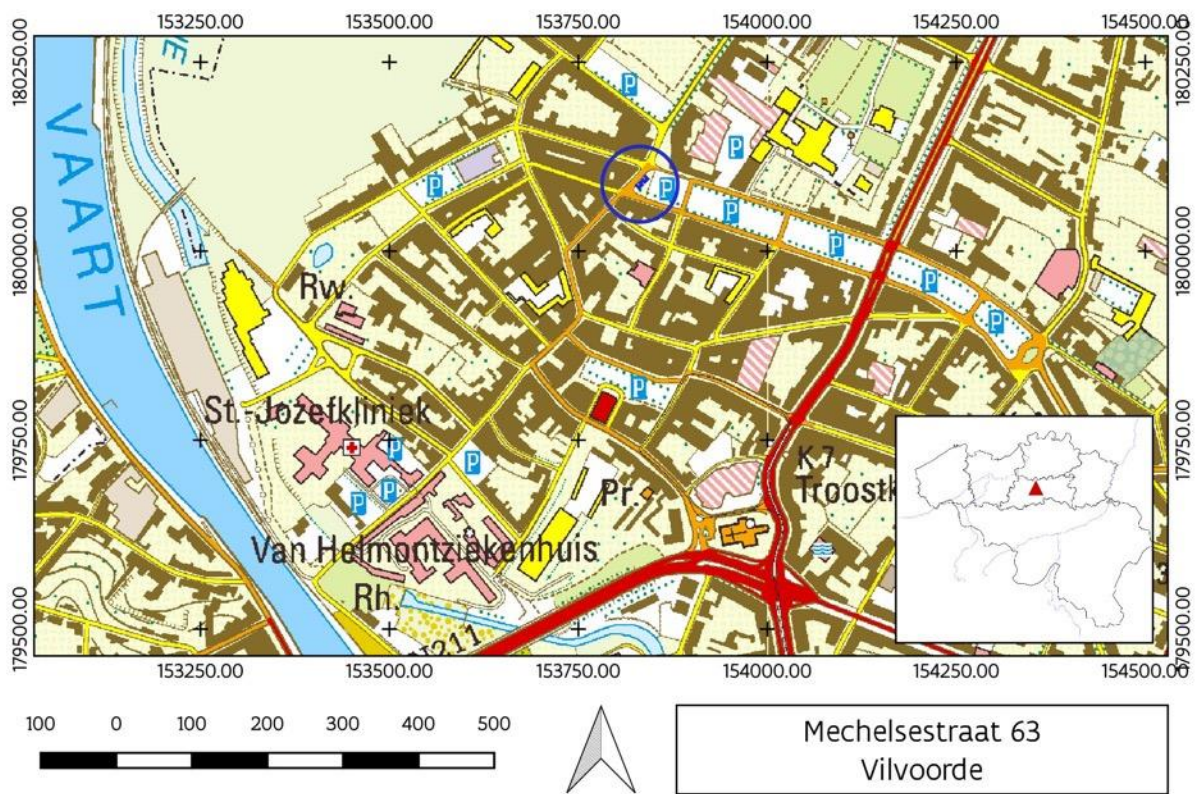 153250.00 153500.00 153750.00 154000.00 154250.00 154500.00
180250.00 180250.00
180000.00 180000.00
179750.00 179750.00
179500.00 179500.00
VAART
P
P
P
P
P
P
P
P
P
Rw.
P
St.-Jozefkliniek
P
P
P
P
K 7
Troostk
Pr.
Van Helmontziekenhuis
Rh.
N211
153250.00 153500.00 153750.00 154000.00 154250.00 154500.00
100 0 100 200 300 400 500
Mechelsestraat 63
Vilvoorde